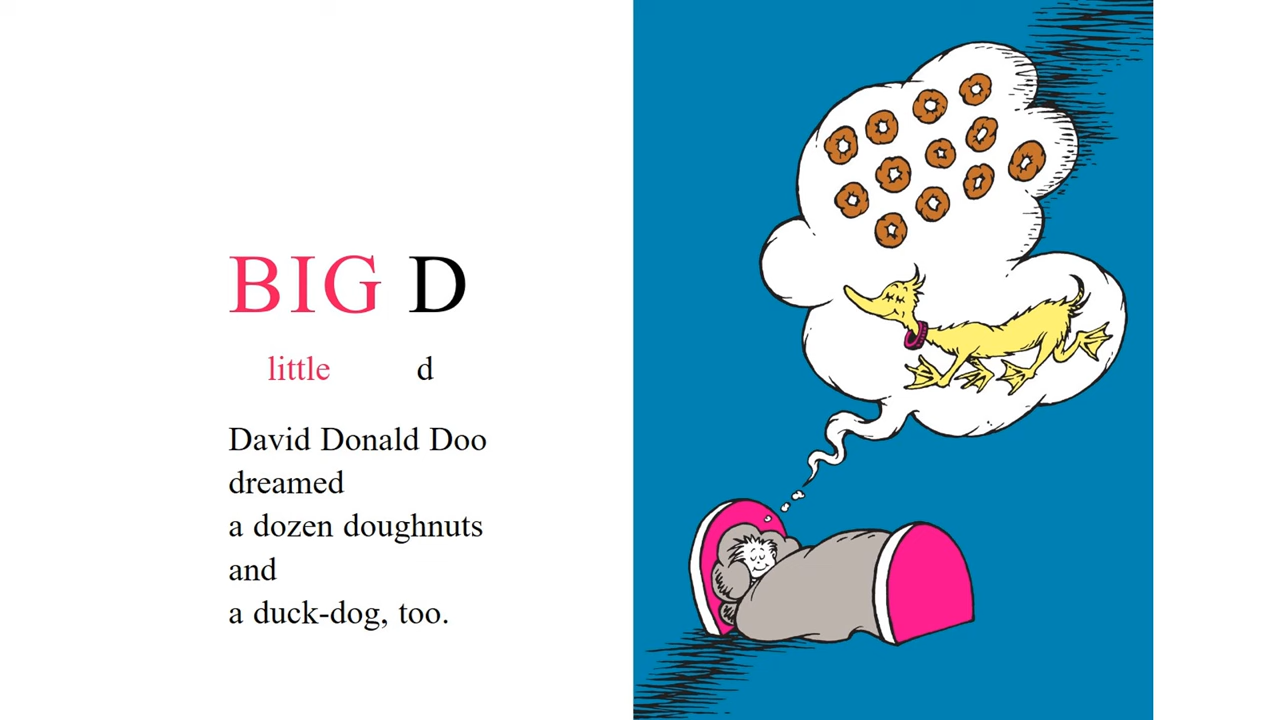 BIG D
little d
David Donald Doo
dreamed
a dozen doughnuts
and
a duck-dog, too.